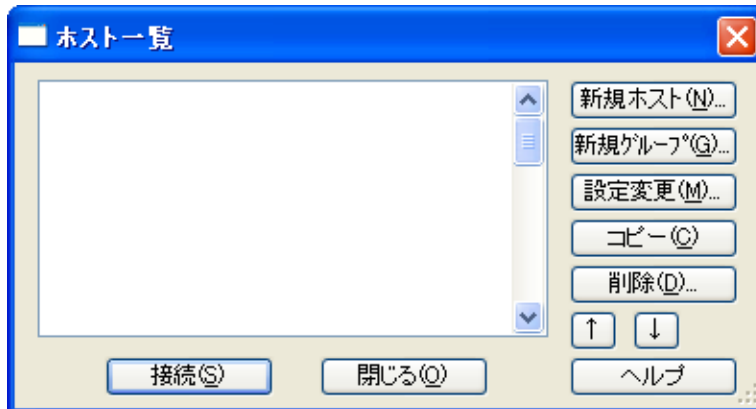 ホスト一覧
新規ホスト(N)...
新規ｸﾞﾙｰﾌﾟ(G)...
設定変更(M)...
コピー(C)
削除(D)...
↑ ↓
接続(S) 閉じる(O) ヘルプ